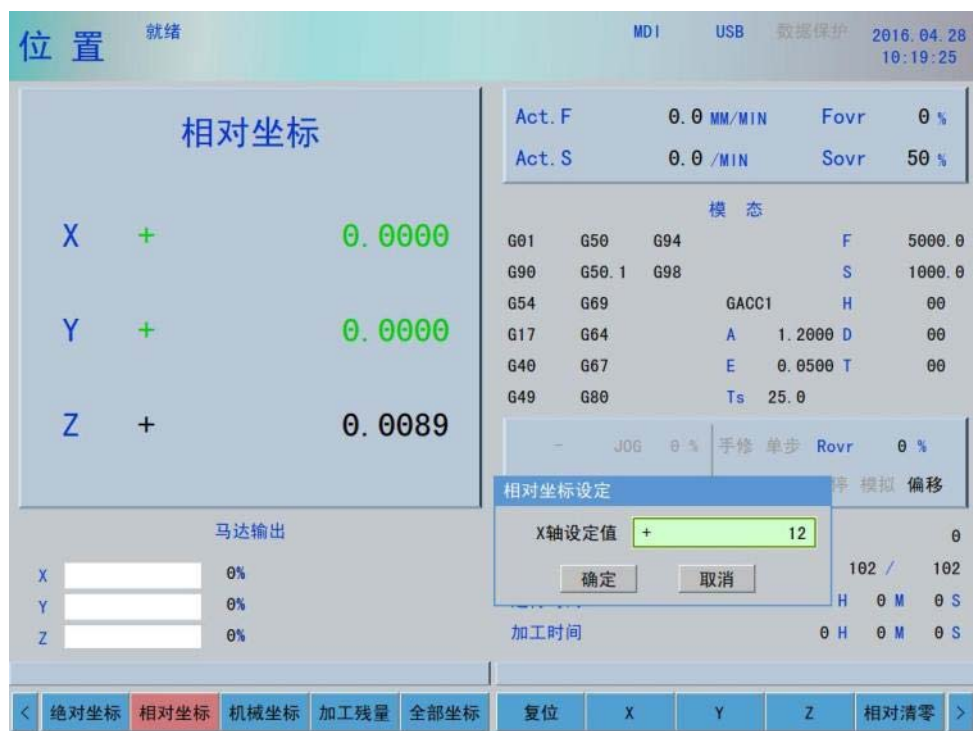 位 置
就绪
MDI USB 数据保护
2016.04.28
10:19:25
相对坐标
X + 0.0000
Y + 0.0000
Z + 0.0089
Act.F 0.0 MM/MIN Fovr 0 %
Act.S 0.0 /MIN Sovr 50 %
模 态
G01 G50 G94 F 5000.0
G90 G50.1 G98 S 1000.0
G54 G69 GACC1 H 00
G17 G64 A 1.2000 D 00
G40 G67 E 0.0500 T 00
G49 G80 Ts 25.0
- JOG 0 % 手修 单步 Rovr 0 %
模拟 偏移
相对坐标设定
X轴设定值 + 12
确定 取消
0
102 / 102
H 0 M 0 S
加工时间 0 H 0 M 0 S
马达输出
X 0%
Y 0%
Z 0%
< 绝对坐标 相对坐标 机械坐标 加工残量 全部坐标 复位 X Y Z 相对清零 >